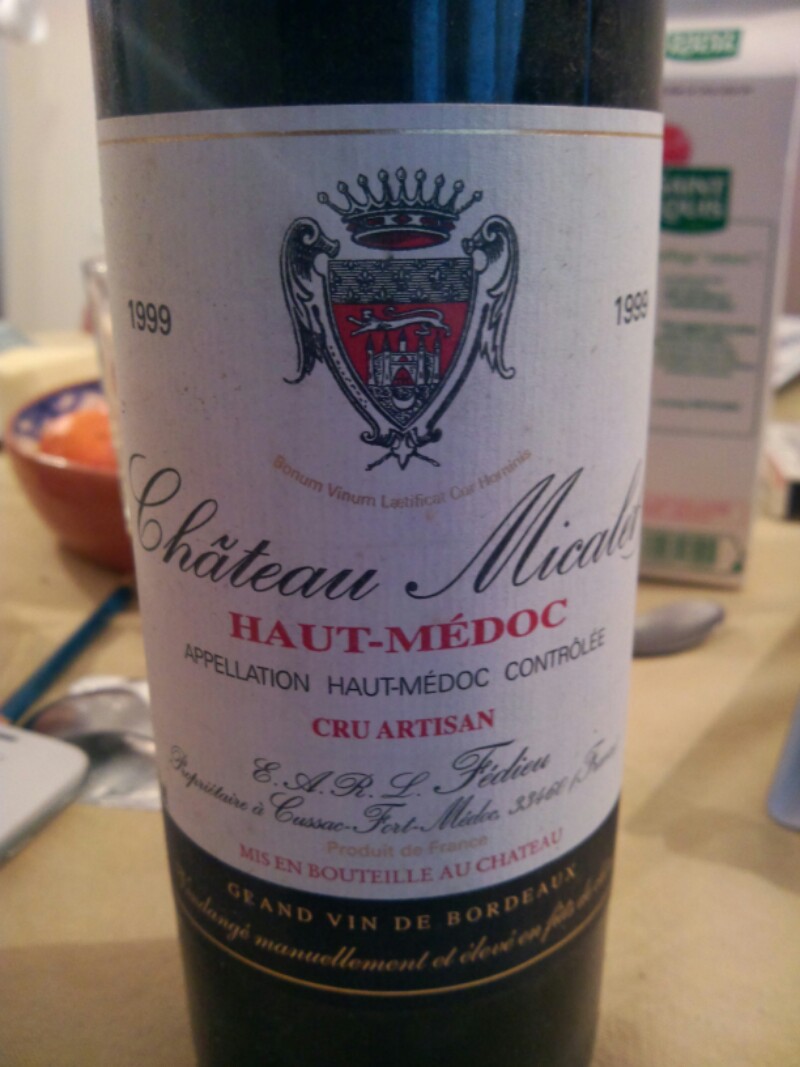 1999
1999
Bonum Vinum Lætificat Cor Hominis
Château Micalet
HAUT-MÉDOC
APPELLATION HAUT-MÉDOC CONTRÔLÉE
CRU ARTISAN
E.A.R.L. Fédieu
Propriétaire à Cussac-Fort-Médoc, 33460 / France
Produit de France
MIS EN BOUTEILLE AU CHATEAU
GRAND VIN DE BORDEAUX
Vendangé manuellement et élevé en fûts de
SAINT
LOUIS